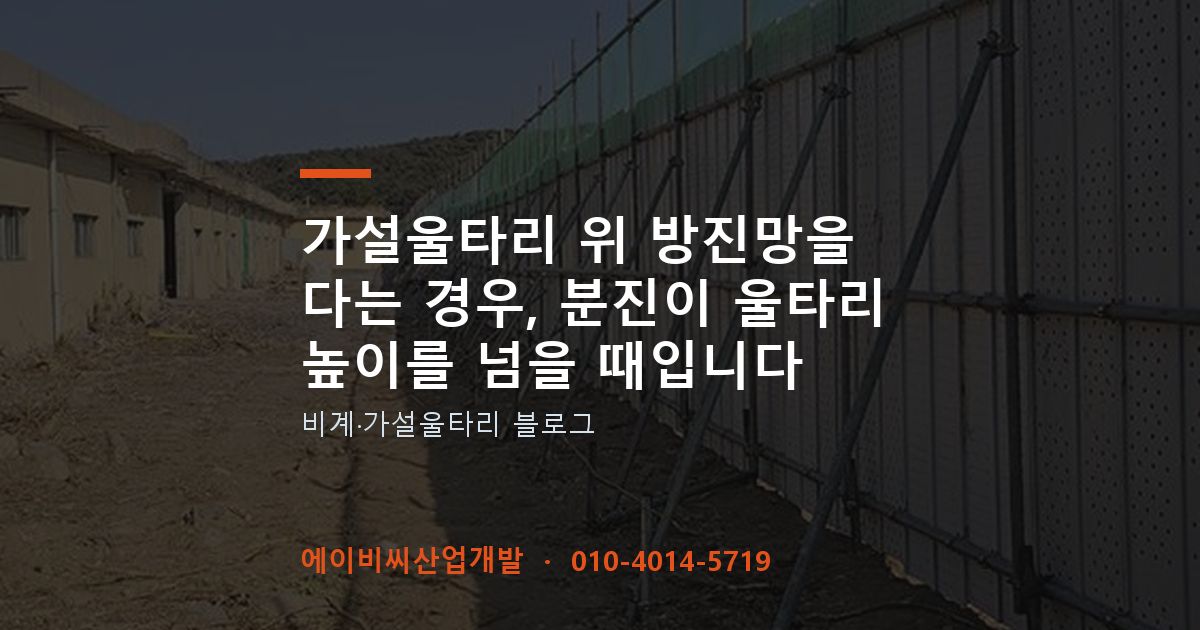 가설울타리 위 방진망을
다는 경우, 분진이 울타리
높이를 넘을 때입니다
비계·가설울타리 블로그
에이비씨산업개발 · 010-4014-5719